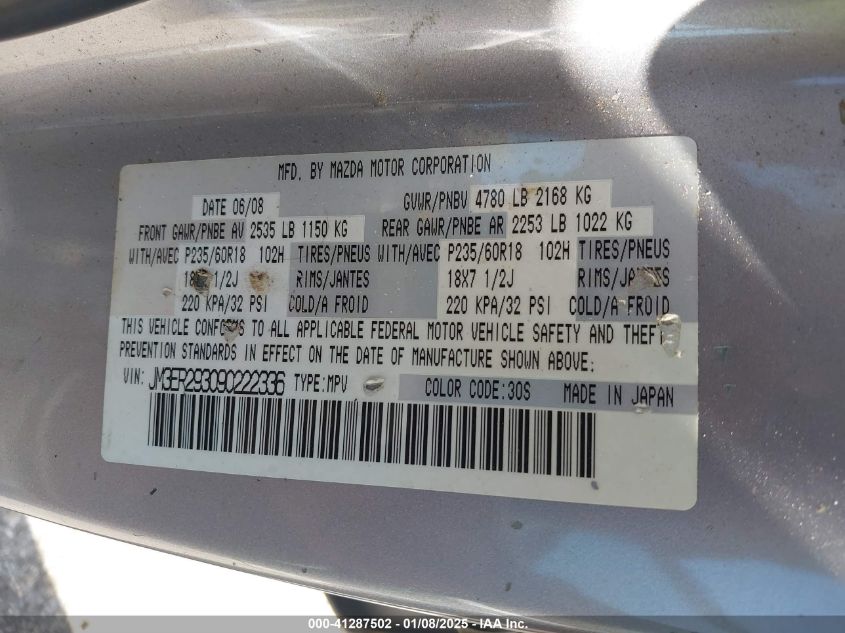 MFD. BY MAZDA MOTOR CORPORATION
DATE 06/08 GVWR/PNBV 4780 LB 2168 KG
FRONT GAWR/PNBE AV 2535 LB 1150 KG REAR GAWR/PNBE AR 2253 LB 1022 KG
WITH/AVEC P235/60R18 102H TIRES/PNEUS WITH/AVEC P235/60R18 102H TIRES/PNEUS
1/2J RIMS/JANTES 18X7 1/2J RIMS/JANTES
220 KPA/32 PSI COLD/A FROID 220 KPA/32 PSI COLD/A FROID
THIS VEHICLE CONFORMS TO ALL APPLICABLE FEDERAL MOTOR VEHICLE SAFETY AND THEFT
PREVENTION STANDARDS IN EFFECT ON THE DATE OF MANUFACTURE SHOWN ABOVE:
VIN: JM3ER293090222336 TYPE:MPV COLOR CODE:30S MADE IN JAPAN
000-41287502 - 01/08/2025 - IAA, Inc.